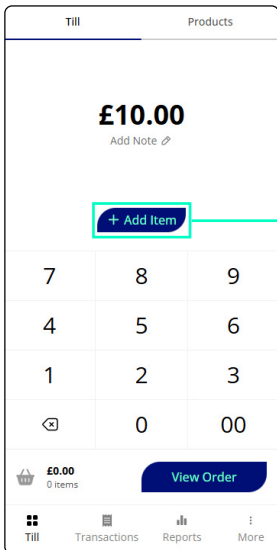 Till Products
£10.00
Add Note
+ Add Item
7 8 9
4 5 6
1 2 3
0 00
£0.00
0 items
View Order
Till Transactions Reports More